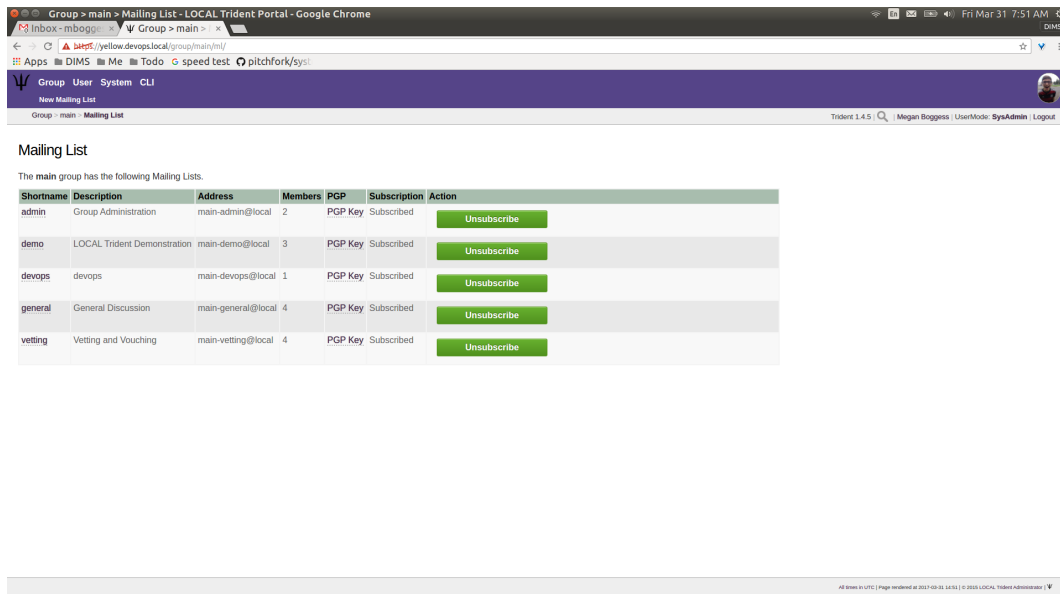 Group > main > Mailing List - LOCAL Trident Portal - Google Chrome
En
Fri Mar 31 7:51 AM
Inbox - mbogge
Ψ Group > main >
DIMS
https://yellow.devops.local/group/main/ml/
Apps DIMS Me Todo speed test pitchfork/syst
Ψ Group User System CLI
New Mailing List
Group > main > Mailing List
Trident 1.4.5 | | Megan Boggess | UserMode: SysAdmin | Logout
Mailing List
The main group has the following Mailing Lists.
Shortname Description Address Members PGP Subscription Action
admin Group Administration main-admin@local 2 PGP Key Subscribed Unsubscribe
demo LOCAL Trident Demonstration main-demo@local 3 PGP Key Subscribed Unsubscribe
devops devops main-devops@local 1 PGP Key Subscribed Unsubscribe
general General Discussion main-general@local 4 PGP Key Subscribed Unsubscribe
vetting Vetting and Vouching main-vetting@local 4 PGP Key Subscribed Unsubscribe
All times in UTC | Page rendered at 2017-03-31 14:51 | © 2015 LOCAL Trident Administrator | Ψ